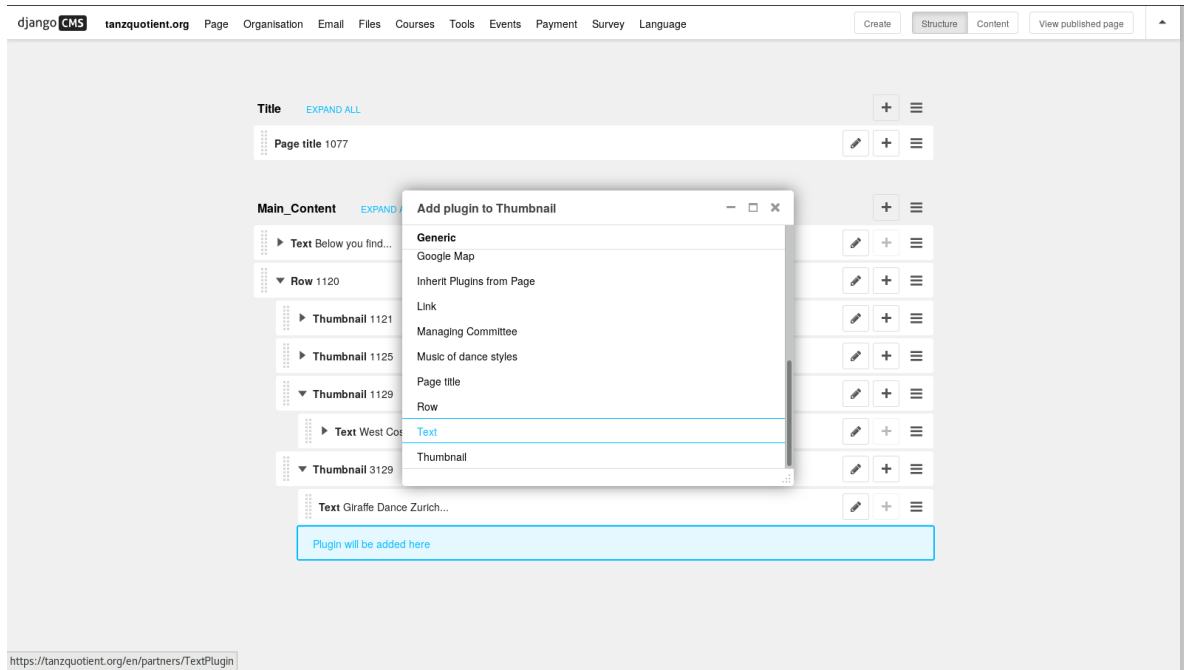 django CMS tanzquotient.org Page Organisation Email Files Courses Tools Events Payment Survey Language Create Structure Content View published page
Title EXPAND ALL
Page title 1077
Main_Content EXPAND
Add plugin to Thumbnail
Generic
Google Map
Inherit Plugins from Page
Link
Managing Committee
Music of dance styles
Page title
Row
Text
Thumbnail
Text Below you find...
Row 1120
Thumbnail 1121
Thumbnail 1125
Thumbnail 1129
Text West Cos
Thumbnail 3129
Text Giraffe Dance Zurich...
Plugin will be added here
https://tanzquotient.org/en/partners/TextPlugin